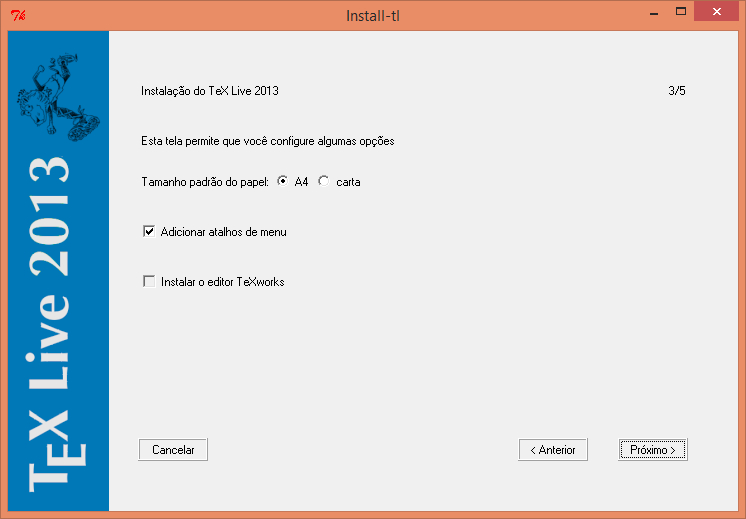 Install-tl
TEX Live 2013
Instalação do TeX Live 2013
3/5
Esta tela permite que você configure algumas opções
Tamanho padrão do papel: A4 carta
Adicionar atalhos de menu
Instalar o editor TeXworks
Cancelar
< Anterior
Próximo >